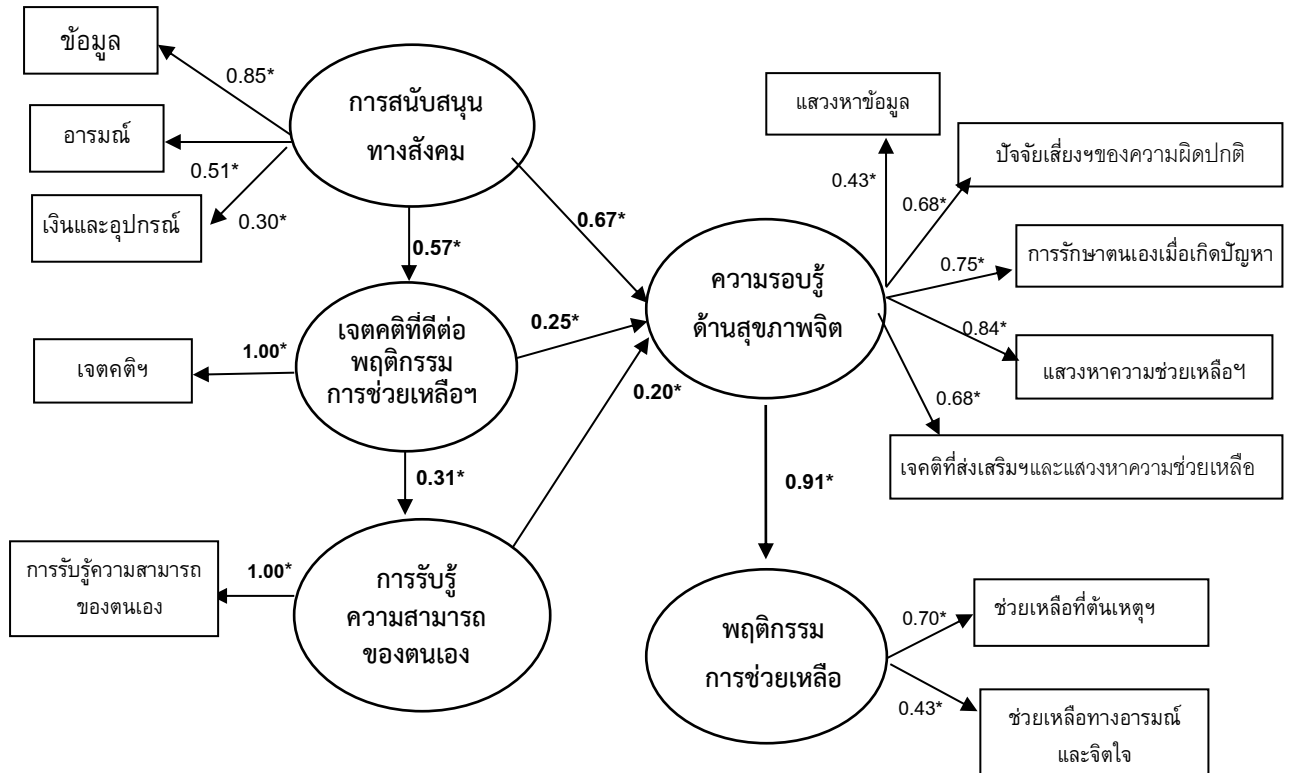 ข้อมูล
0.85*
การสนับสนุน
ทางสังคม
อารมณ์
0.51*
เงินและอุปกรณ์
0.30*
0.57*
0.67*
แสวงหาข้อมูล
0.43*
ปัจจัยเสี่ยงฯของความผิดปกติ
0.68*
การรักษาตนเองเมื่อเกิดปัญหา
0.75*
ความรอบรู้
ด้านสุขภาพจิต
0.84*
แสวงหาความช่วยเหลือฯ
0.68*
เจคติที่ส่งเสริมฯและแสวงหาความช่วยเหลือ
เจตคติฯ
1.00*
เจตคติที่ดีต่อ
พฤติกรรม
การช่วยเหลือฯ
0.25*
0.20*
0.31*
0.91*
การรับรู้ความสามารถ
ของตนเอง
1.00*
การรับรู้
ความสามารถ
ของตนเอง
พฤติกรรม
การช่วยเหลือ
0.70*
ช่วยเหลือที่ต้นเหตุฯ
0.43*
ช่วยเหลือทางอารมณ์
และจิตใจ